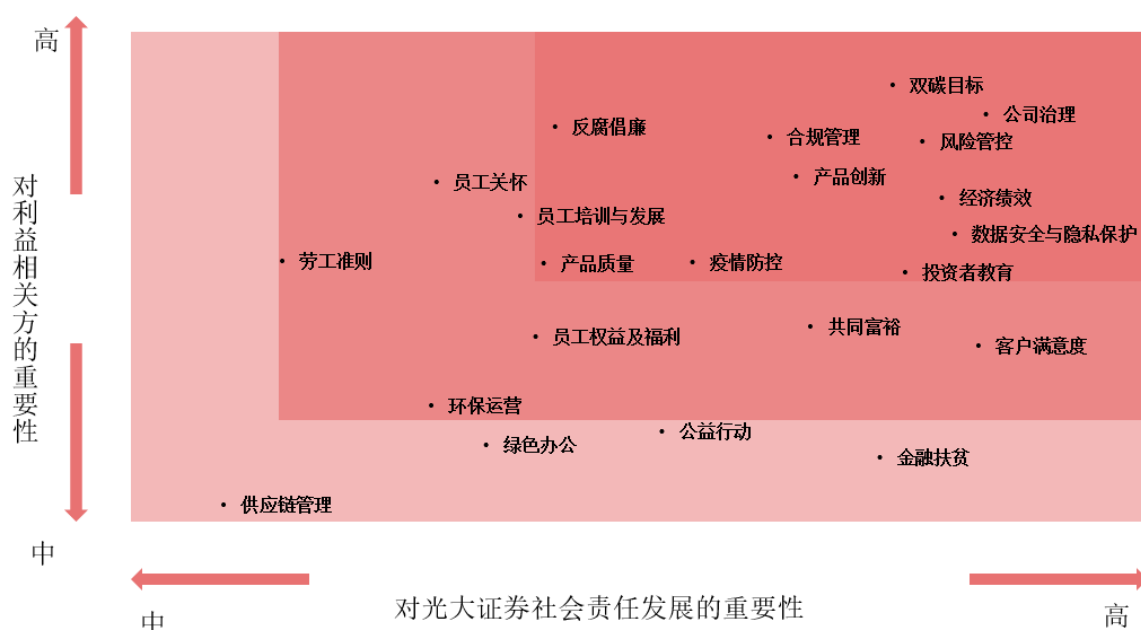 高
双碳目标
公司治理
反腐倡廉
合规管理
风险管控
员工关怀
产品创新
经济绩效
员工培训与发展
数据安全与隐私保护
劳工准则
产品质量
疫情防控
投资者教育
对利益相关方的重要性
员工权益及福利
共同富裕
客户满意度
环保运营
绿色办公
公益行动
金融扶贫
供应链管理
中
中
对光大证券社会责任发展的重要性
高